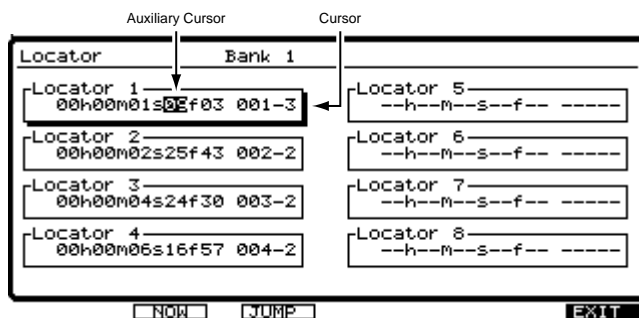 Auxiliary Cursor Cursor
Locator Bank 1
Locator 1
00h00m01s09f03 001-3
Locator 2
00h00m02s25f43 002-2
Locator 3
00h00m04s24f30 003-2
Locator 4
00h00m06s16f57 004-2
Locator 5
--h--m--s--f-- -----
Locator 6
--h--m--s--f-- -----
Locator 7
--h--m--s--f-- -----
Locator 8
--h--m--s--f-- -----
NOW JUMP EXIT